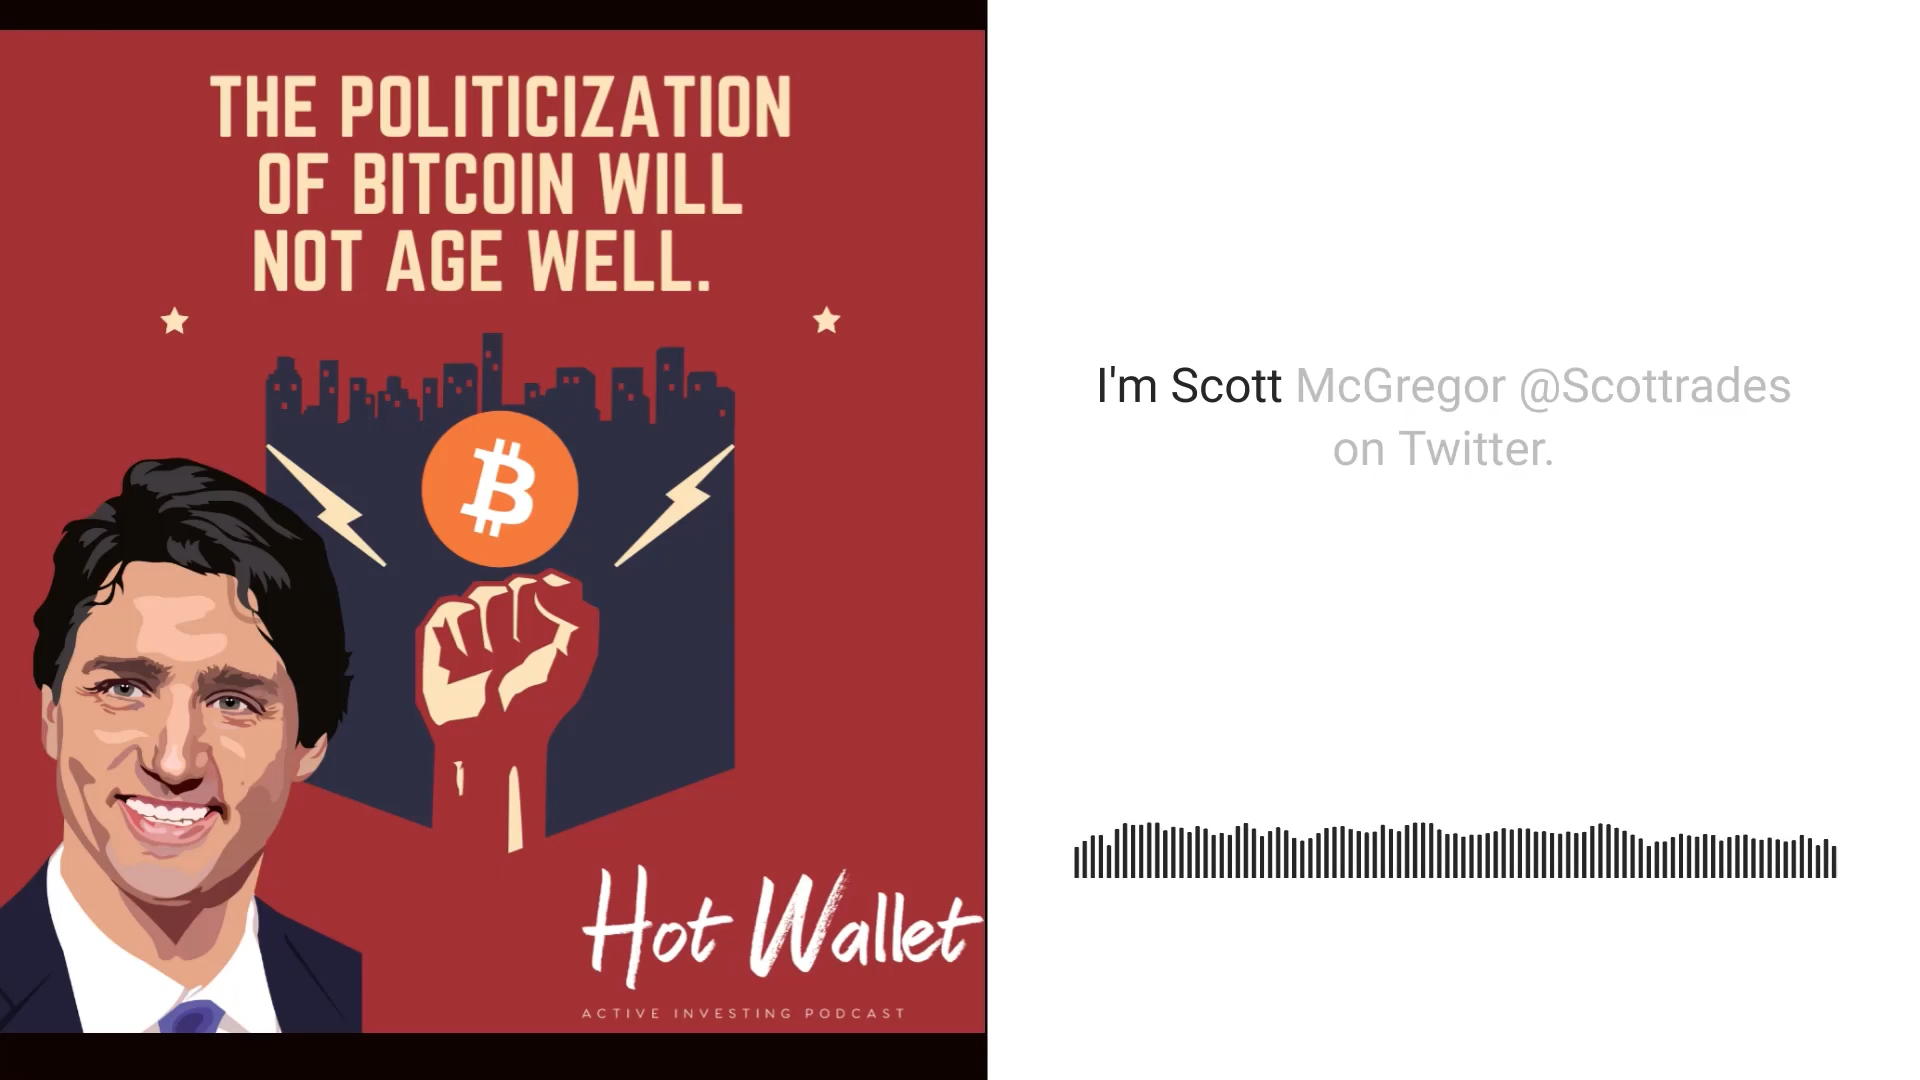 THE POLITICIZATION
OF BITCOIN WILL
NOT AGE WELL.
Hot Wallet
ACTIVE INVESTING PODCAST
I'm Scott McGregor @Scottrades
on Twitter.